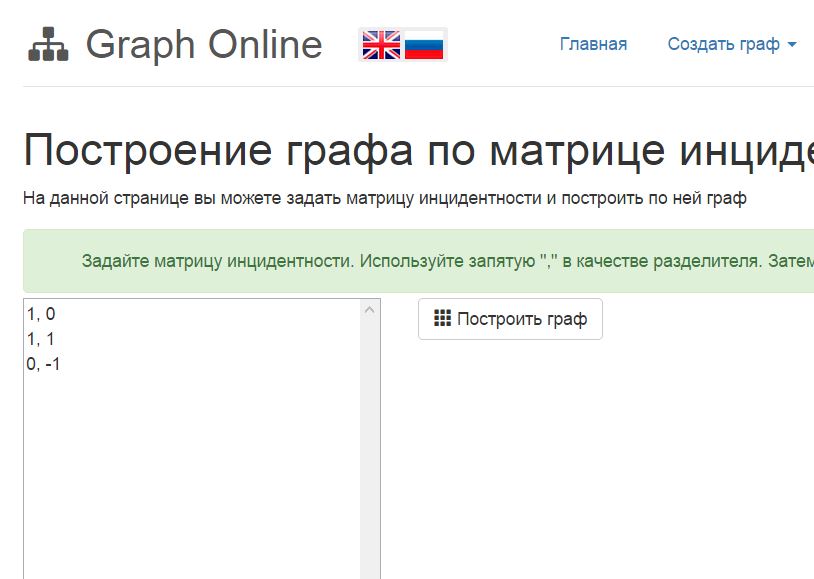 Graph Online
Главная Создать граф
Построение графа по матрице
На данной странице вы можете задать матрицу инцидентности и построить по ней граф
Задайте матрицу инцидентности. Используйте запятую "," в качестве разделителя. Затем
1, 0
1, 1
0, -1
Построить граф